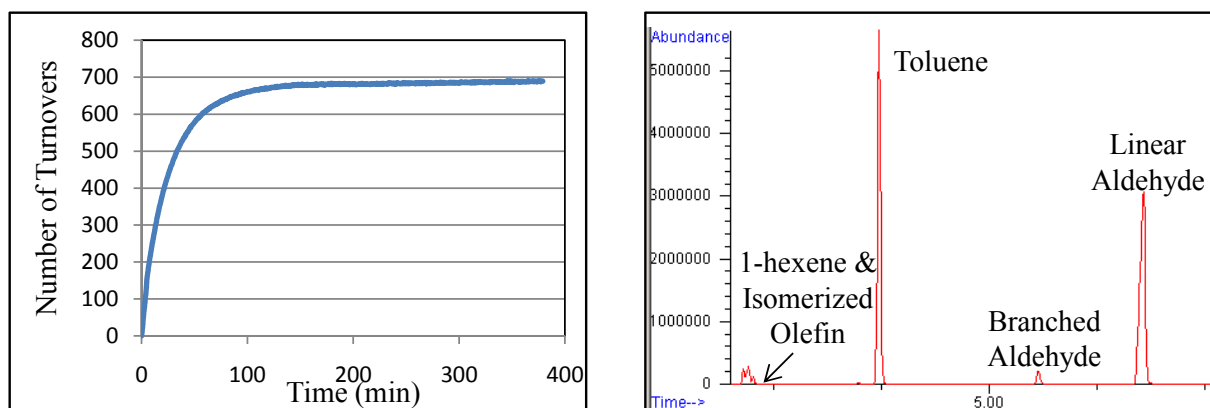 800
700
600
500
400
300
200
100
0
Number of Turnovers
0 100 200 300 400
Time (min)
Abundance
5000000
4000000
3000000
2000000
1000000
0
Time-->
5.00
Toluene
Linear
Aldehyde
1-hexene &
Isomerized
Olefin
Branched
Aldehyde